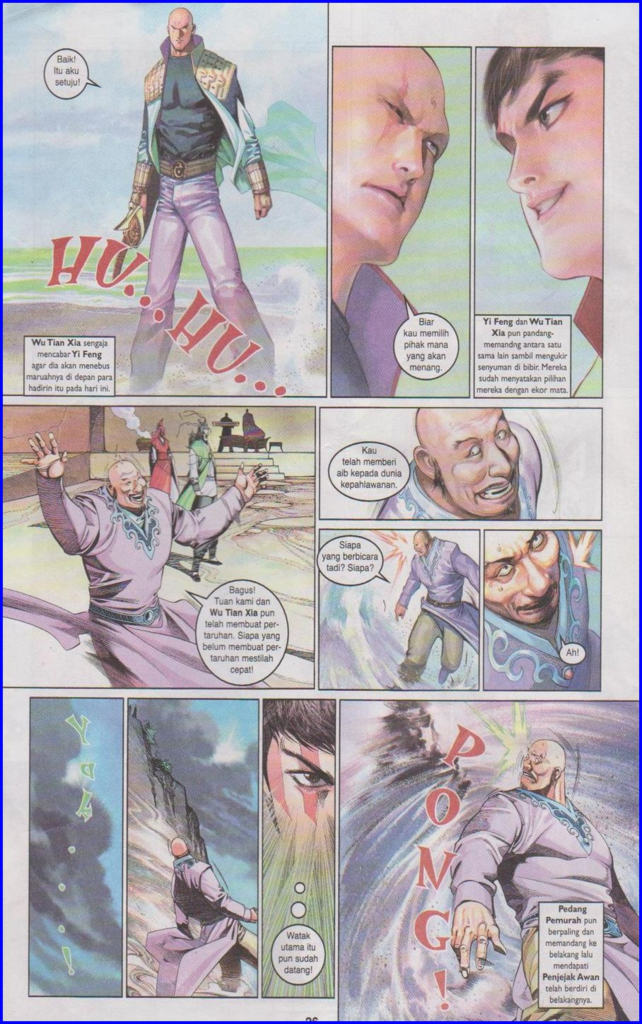 Baik!
Itu aku
setuju!
HU... HU...
Wu Tian Xia sengaja
mencabar Yi Feng
agar dia akan menebus
maruahnya di depan para
hadirin itu pada hari ini.
Biar
kau memilih
pihak mana
yang akan
menang.
Yi Feng dan Wu Tian
Xia pun pandang-
memandng antara satu
sama lain sambil mengukir
senyuman di bibir. Mereka
sudah menyatakan pilihan
mereka dengan ekor mata.
Bagus!
Tuan kami dan
Wu Tian Xia pun
telah membuat per-
taruhan. Siapa yang
belum membuat per-
taruhan mestilah
cepat!
Kau
telah memberi
aib kepada dunia
kepahlawanan.
Siapa
yang berbicara
tadi? Siapa?
Ah!
Watak
utama itu
pun sudah
datang!
PONG!
Pedang
Pemurah pun
berpaling dan
memandang ke
belakang lalu
mendapati
Penjejak Awan
telah berdiri di
belakangnya.